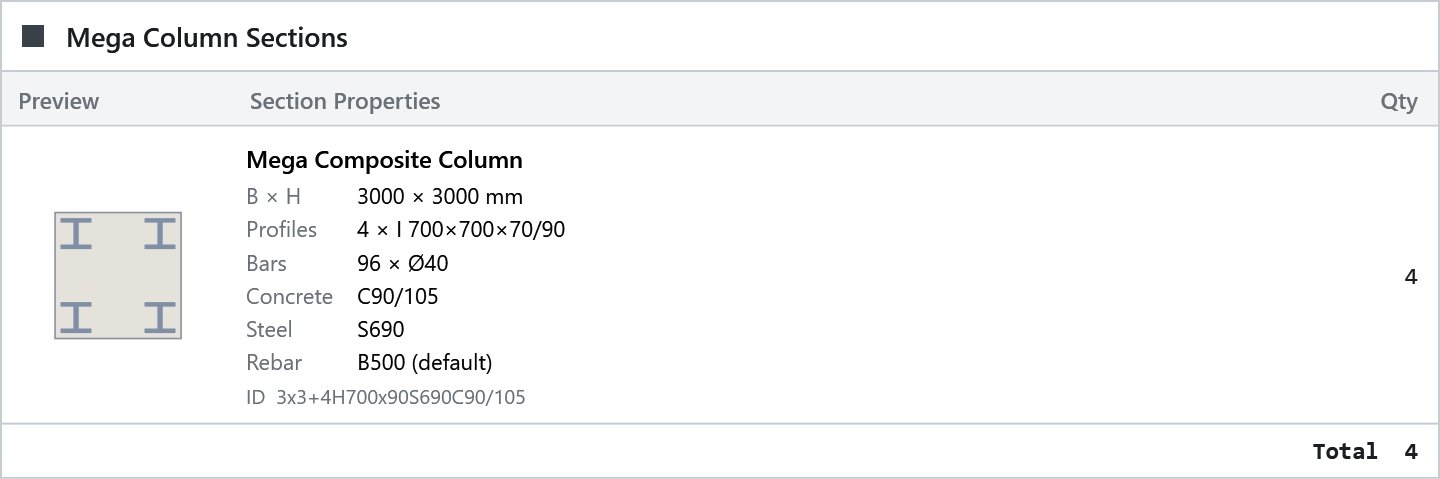 Mega Column Sections
Preview Section Properties Qty
Mega Composite Column
B × H 3000 × 3000 mm
Profiles 4 × I 700×700×70/90
Bars 96 × Ø40
Concrete C90/105
4
Steel S690
Rebar B500 (default)
ID 3x3+4H700x90S690C90/105
Total 4